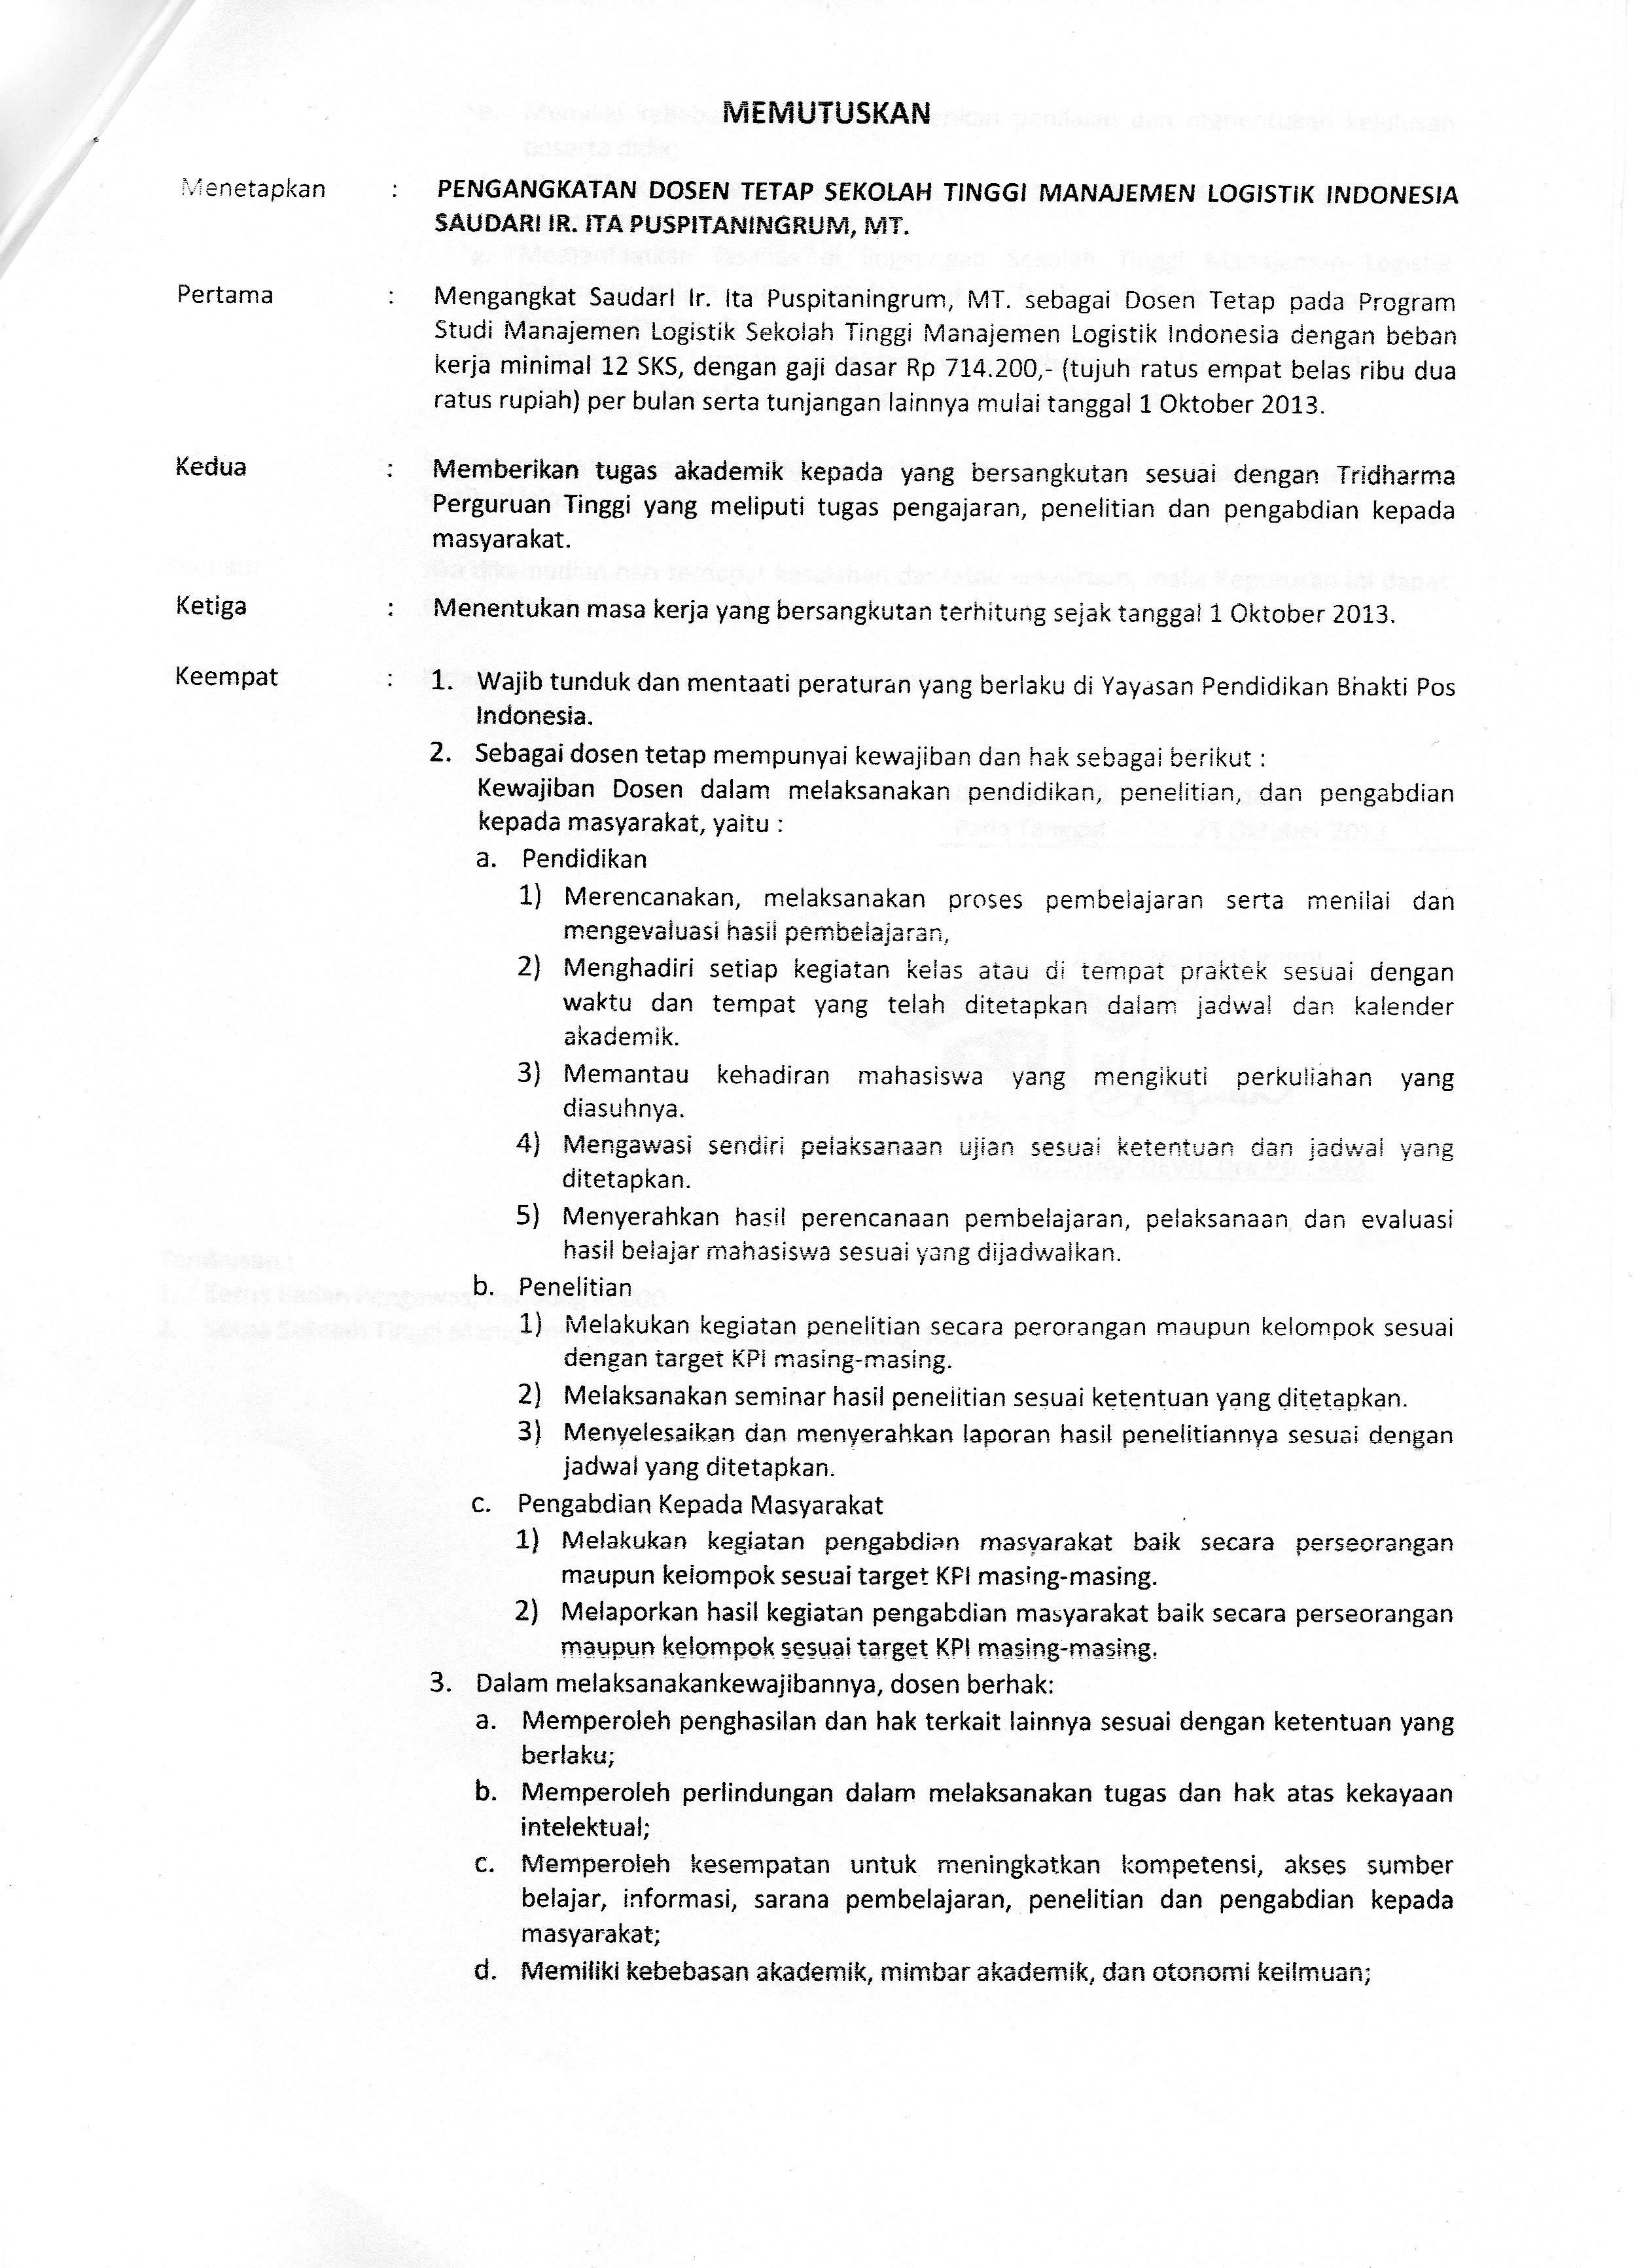 MEMUTUSKAN
Menetapkan : PENGANGKATAN DOSEN TETAP SEKOLAH TINGGI MANAJEMEN LOGISTIK INDONESIA
SAUDARI IR. ITA PUSPITANINGRUM, MT.
Pertama : Mengangkat SaudarI Ir. Ita Puspitaningrum, MT. sebagai Dosen Tetap pada Program
Studi Manajemen Logistik Sekolah Tinggi Manajemen Logistik Indonesia dengan beban
kerja minimal 12 SKS, dengan gaji dasar Rp 714.200,- (tujuh ratus empat belas ribu dua
ratus rupiah) per bulan serta tunjangan lainnya mulai tanggal 1 Oktober 2013.
Kedua : Memberikan tugas akademik kepada yang bersangkutan sesuai dengan Tridharma
Perguruan Tinggi yang meliputi tugas pengajaran, penelitian dan pengabdian kepada
masyarakat.
Ketiga : Menentukan masa kerja yang bersangkutan terhitung sejak tanggal 1 Oktober 2013.
Keempat : 1. Wajib tunduk dan mentaati peraturan yang berlaku di Yayasan Pendidikan Bhakti Pos
Indonesia.
2. Sebagai dosen tetap mempunyai kewajiban dan hak sebagai berikut :
Kewajiban Dosen dalam melaksanakan pendidikan, penelitian, dan pengabdian
kepada masyarakat, yaitu :
a. Pendidikan
1) Merencanakan, melaksanakan proses pembelajaran serta menilai dan
mengevaluasi hasil pembelajaran,
2) Menghadiri setiap kegiatan kelas atau di tempat praktek sesuai dengan
waktu dan tempat yang telah ditetapkan dalam jadwal dan kalender
akademik.
3) Memantau kehadiran mahasiswa yang mengikuti perkuliahan yang
diasuhnya.
4) Mengawasi sendiri pelaksanaan ujian sesuai ketentuan dan jadwal yang
ditetapkan.
5) Menyerahkan hasil perencanaan pembelajaran, pelaksanaan dan evaluasi
hasil belajar mahasiswa sesuai yang dijadwalkan.
b. Penelitian
1) Melakukan kegiatan penelitian secara perorangan maupun kelompok sesuai
dengan target KPI masing-masing.
2) Melaksanakan seminar hasil penelitian sesuai ketentuan yang ditetapkan.
3) Menyelesaikan dan menyerahkan laporan hasil penelitiannya sesuai dengan
jadwal yang ditetapkan.
c. Pengabdian Kepada Masyarakat
1) Melakukan kegiatan pengabdian masyarakat baik secara perseorangan
maupun kelompok sesuai target KPI masing-masing.
2) Melaporkan hasil kegiatan pengabdian masyarakat baik secara perseorangan
maupun kelompok sesuai target KPI masing-masing.
3. Dalam melaksanakankewajibannya, dosen berhak:
a. Memperoleh penghasilan dan hak terkait lainnya sesuai dengan ketentuan yang
berlaku;
b. Memperoleh perlindungan dalam melaksanakan tugas dan hak atas kekayaan
intelektual;
c. Memperoleh kesempatan untuk meningkatkan kompetensi, akses sumber
belajar, informasi, sarana pembelajaran, penelitian dan pengabdian kepada
masyarakat;
d. Memiliki kebebasan akademik, mimbar akademik, dan otonomi keilmuan;